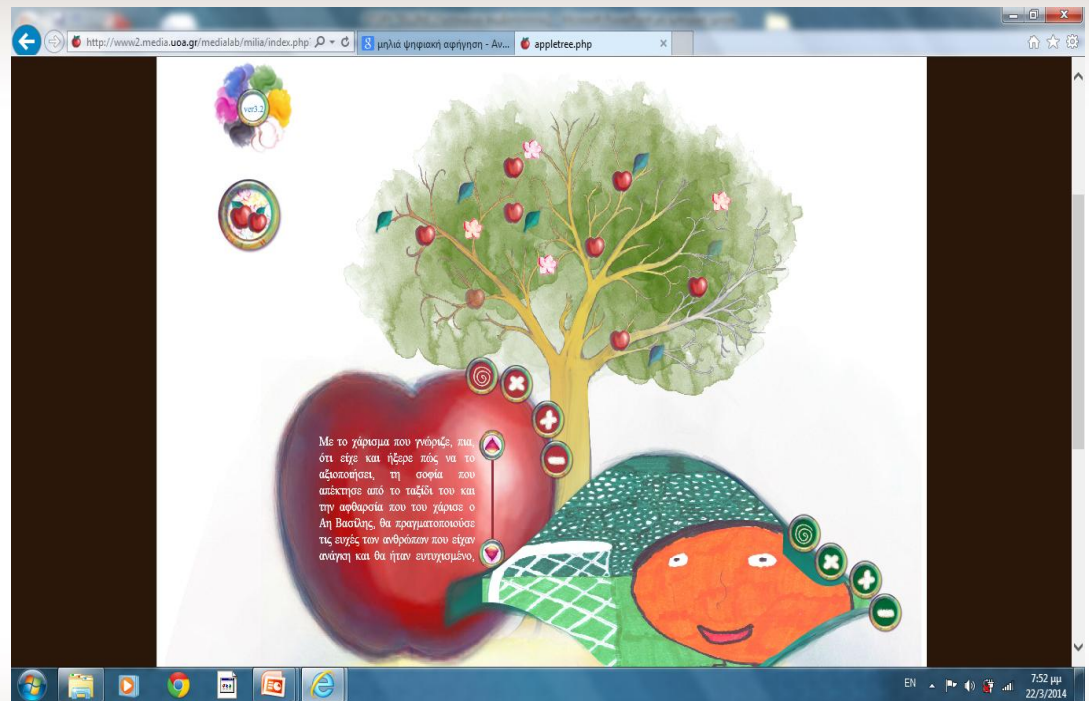 http://www2.media.uoa.gr/medialab/milia/index.php
μηλιά ψηφιακή αφήγηση - Αν...
appletree.php
ver3.2
Με το χάρισμα που γνώριζε, πια,
ότι είχε και ήξερε πώς να το
αξιοποιήσει, τη σοφία που
απέκτησε από το ταξίδι του και
την αφθαρσία που του χάρισε ο
Αη Βασίλης, θα πραγματοποιούσε
τις ευχές των ανθρώπων που είχαν
ανάγκη και θα ήταν ευτυχισμένο,
EN
7:52 μμ
22/3/2014